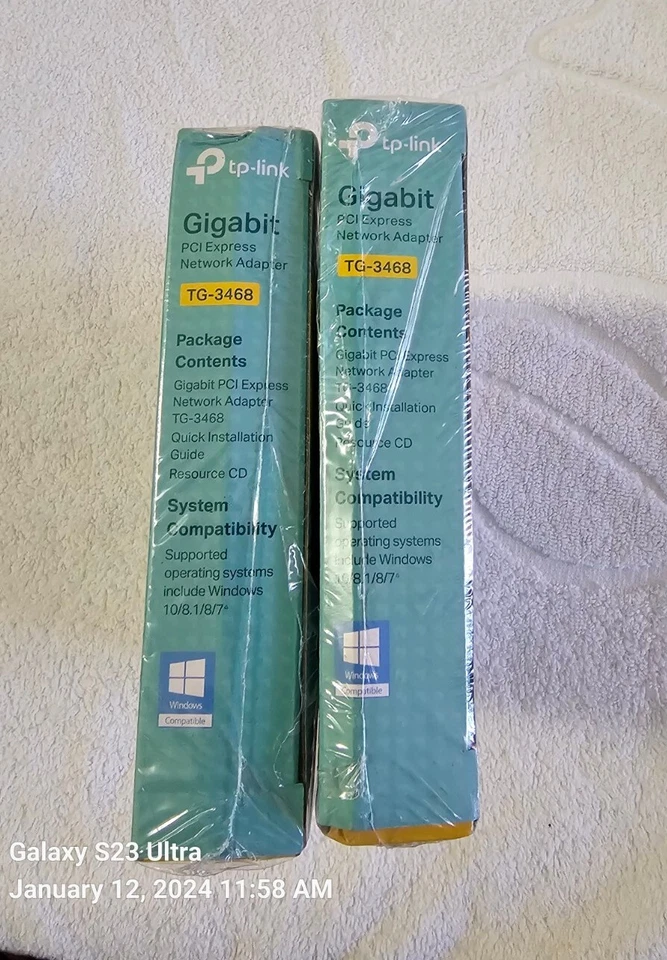 tp-link
Gigabit
PCI Express
Network Adapter
TG-3468
Package
Contents
Gigabit PCI Express
Network Adapter
TG-3468
Quick Installation
Guide
Resource CD
System
Compatibility
Supported
operating systems
include Windows
10/8.1/8/7*
Windows
Compatible
tp-link
Gigabit
PCI Express
Network Adapter
TG-3468
Package
Contents
Gigabit PCI Express
Network Adapter
TG-3468
Quick Installation
Guide
Resource CD
System
Compatibility
Supported
operating systems
include Windows
10/8.1/8/7*
Windows
Compatible
Galaxy S23 Ultra
January 12, 2024 11:58 AM